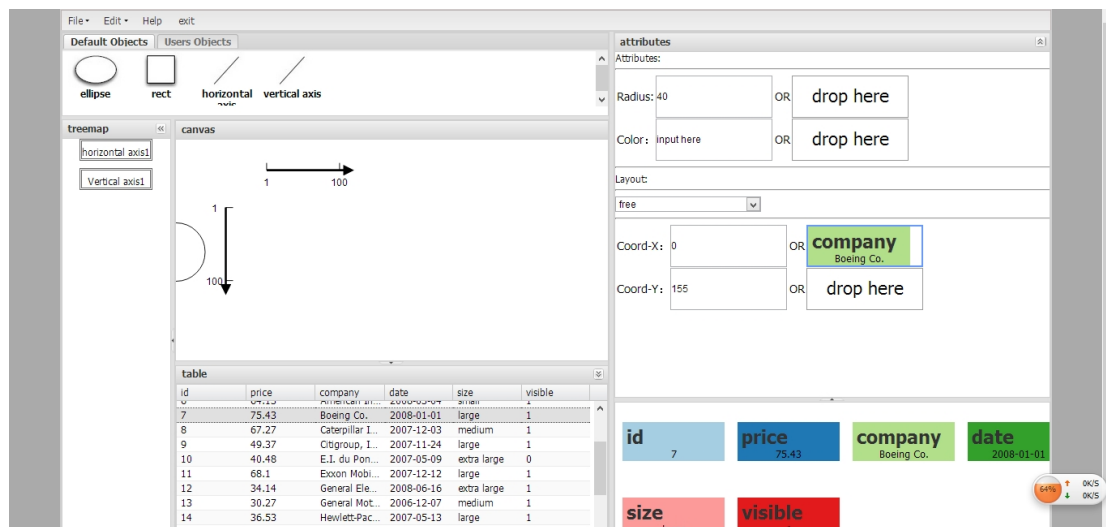 File Edit Help exit
Default Objects Users Objects
ellipse rect horizontal axis vertical axis
treemap
horizontal axis1
Vertical axis1
canvas
1 100
1
100
table
id price company date size visible
7 75.43 Boeing Co. 2008-01-01 large 1
8 67.27 Caterpillar I... 2007-12-03 medium 1
9 49.37 Citigroup, I... 2007-11-24 large 1
10 40.48 E.I. du Pon... 2007-05-09 extra large 0
11 68.1 Exxon Mobi... 2007-12-12 large 1
12 34.14 General Ele... 2008-06-16 extra large 1
13 30.27 General Mot... 2006-12-07 medium 1
14 36.53 Hewlett-Pac... 2007-05-13 large 1
attributes
Attributes:
Radius: 40 OR drop here
Color: input here OR drop here
Layout:
free
Coord-X: 0 OR company
Boeing Co.
Coord-Y: 155 OR drop here
id price company date
7 75.43 Boeing Co. 2008-01-01
size visible
64% 0K/S
0K/S